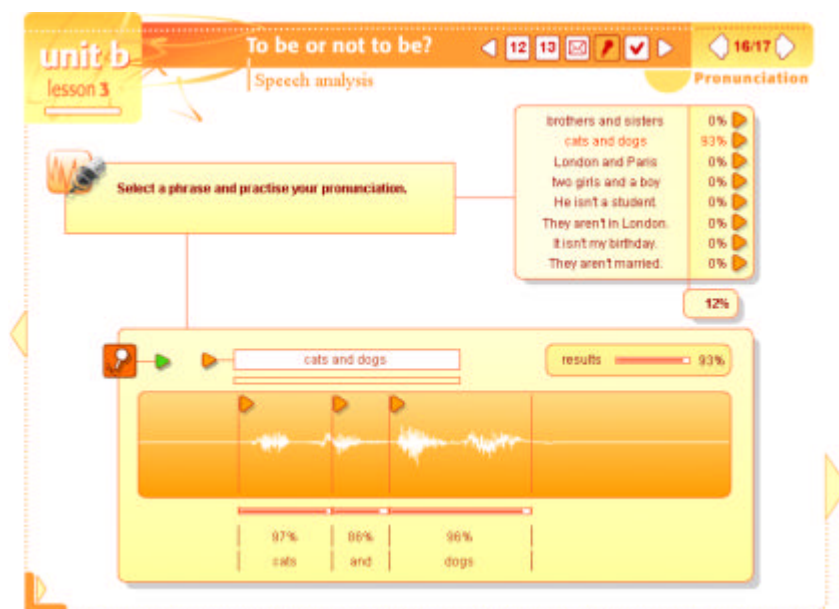 unit b
lesson 3
To be or not to be?
12 13
16/17
Speech analysis
Pronunciation
Select a phrase and practise your pronunciation.
brothers and sisters 0%
cats and dogs 93%
London and Paris 0%
two girls and a boy 0%
He isn't a student. 0%
They aren't in London. 0%
It isn't my birthday. 0%
They aren't married. 0%
12%
cats and dogs
results 93%
97% 86% 96%
cats and dogs